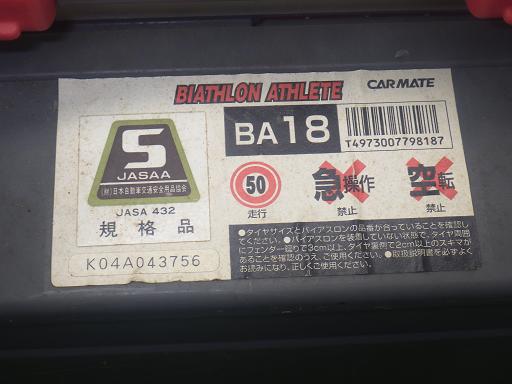 BIATHLON ATHLETE
CARMATE
S
JASAA
(財)日本自動車交通安全用品協会
JASA 432
規格品
K04A043756
BA18
T4973007798187
50
走行
急操作
禁止
空転
禁止
●タイヤサイズとバイアスロンの品番が合っていることを確認し
てください。●バイアスロンを装着していない状態で、タイヤ周囲
にフェンダー廻りで3cm以上、タイヤ裏側で2cm以上のスキマが
あることを確認のうえ、ご使用ください。●取扱説明書を必ずよく
お読みになり、正しくご使用ください。